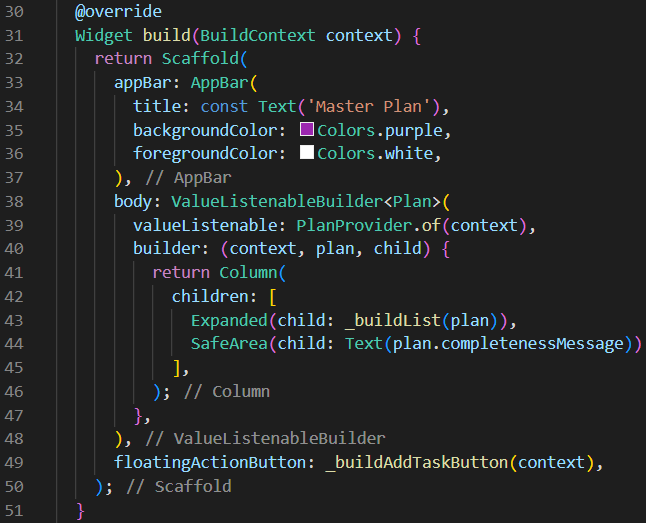 30 @override
31 Widget build(BuildContext context) {
32 return Scaffold(
33 appBar: AppBar(
34 title: const Text('Master Plan'),
35 backgroundColor: Colors.purple,
36 foregroundColor: Colors.white,
37 ), // AppBar
38 body: ValueListenableBuilder<Plan>(
39 valueListenable: PlanProvider.of(context),
40 builder: (context, plan, child) {
41 return Column(
42 children: [
43 Expanded(child: _buildList(plan)),
44 SafeArea(child: Text(plan.completenessMessage))
45 ],
46 ); // Column
47 },
48 ), // ValueListenableBuilder
49 floatingActionButton: _buildAddTaskButton(context),
50 ); // Scaffold
51 }